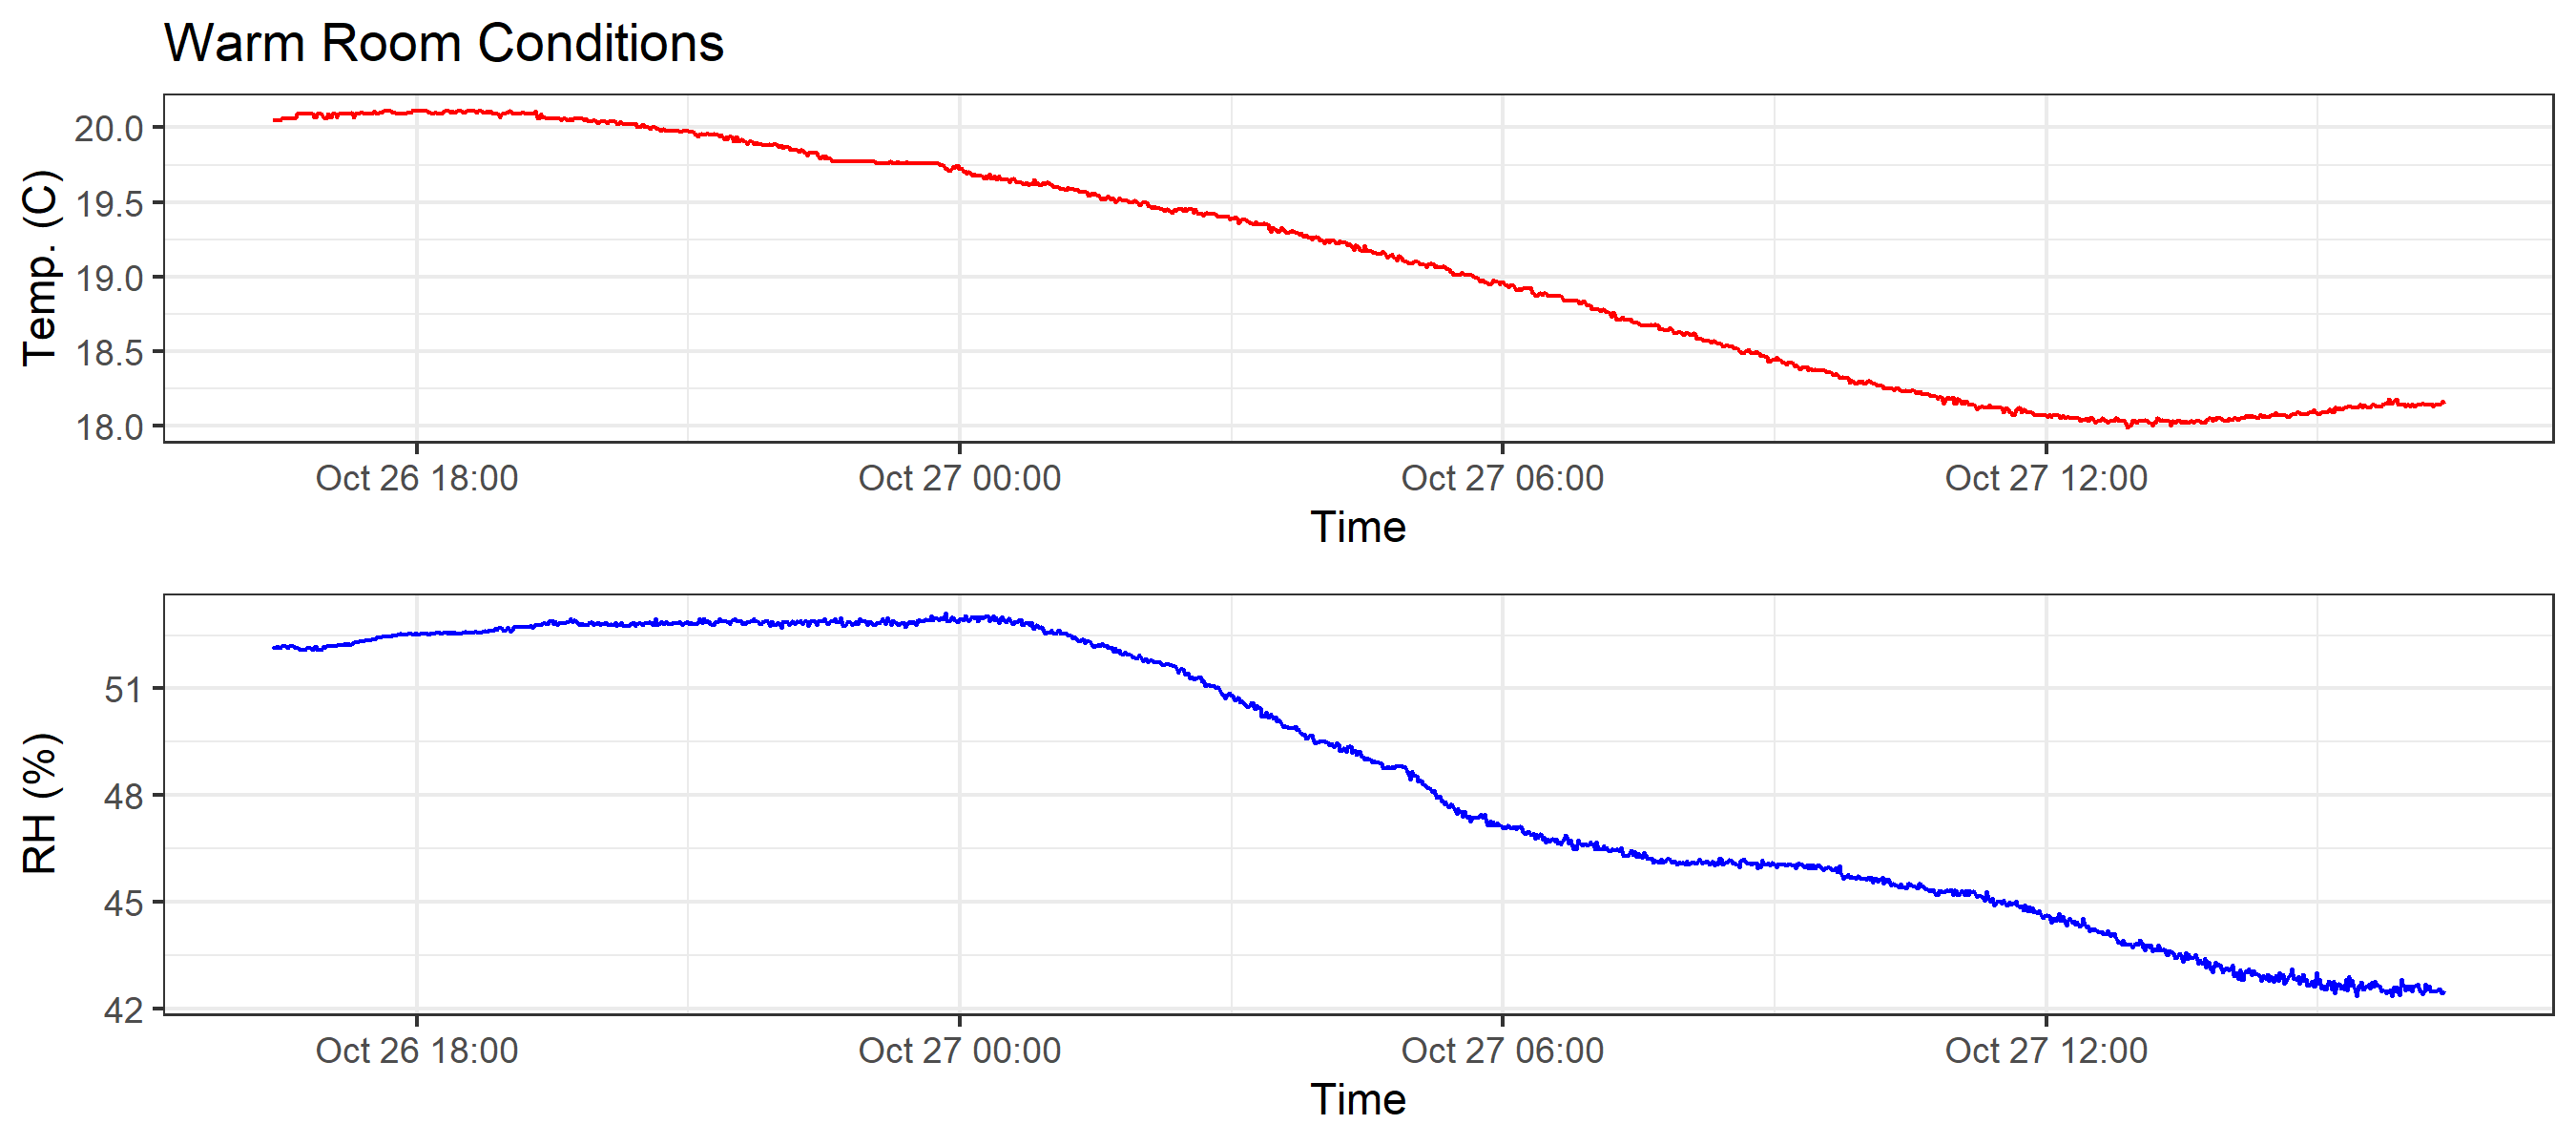 Warm Room Conditions
Temp. (C)
20.0
19.5
19.0
18.5
18.0
Oct 26 18:00 Oct 27 00:00 Oct 27 06:00 Oct 27 12:00
Time
RH (%)
51
48
45
42
Oct 26 18:00 Oct 27 00:00 Oct 27 06:00 Oct 27 12:00
Time